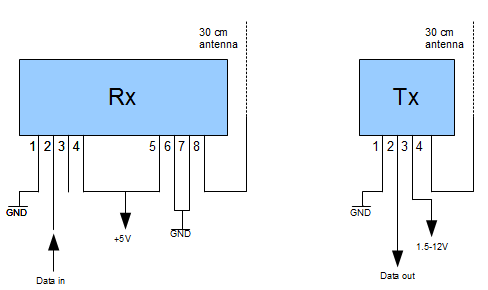 30 cm
antenna
Rx
1 2 3 4 5 6 7 8
GND
+5V
GND
Data in
30 cm
antenna
Tx
1 2 3 4
GND
1.5-12V
Data out